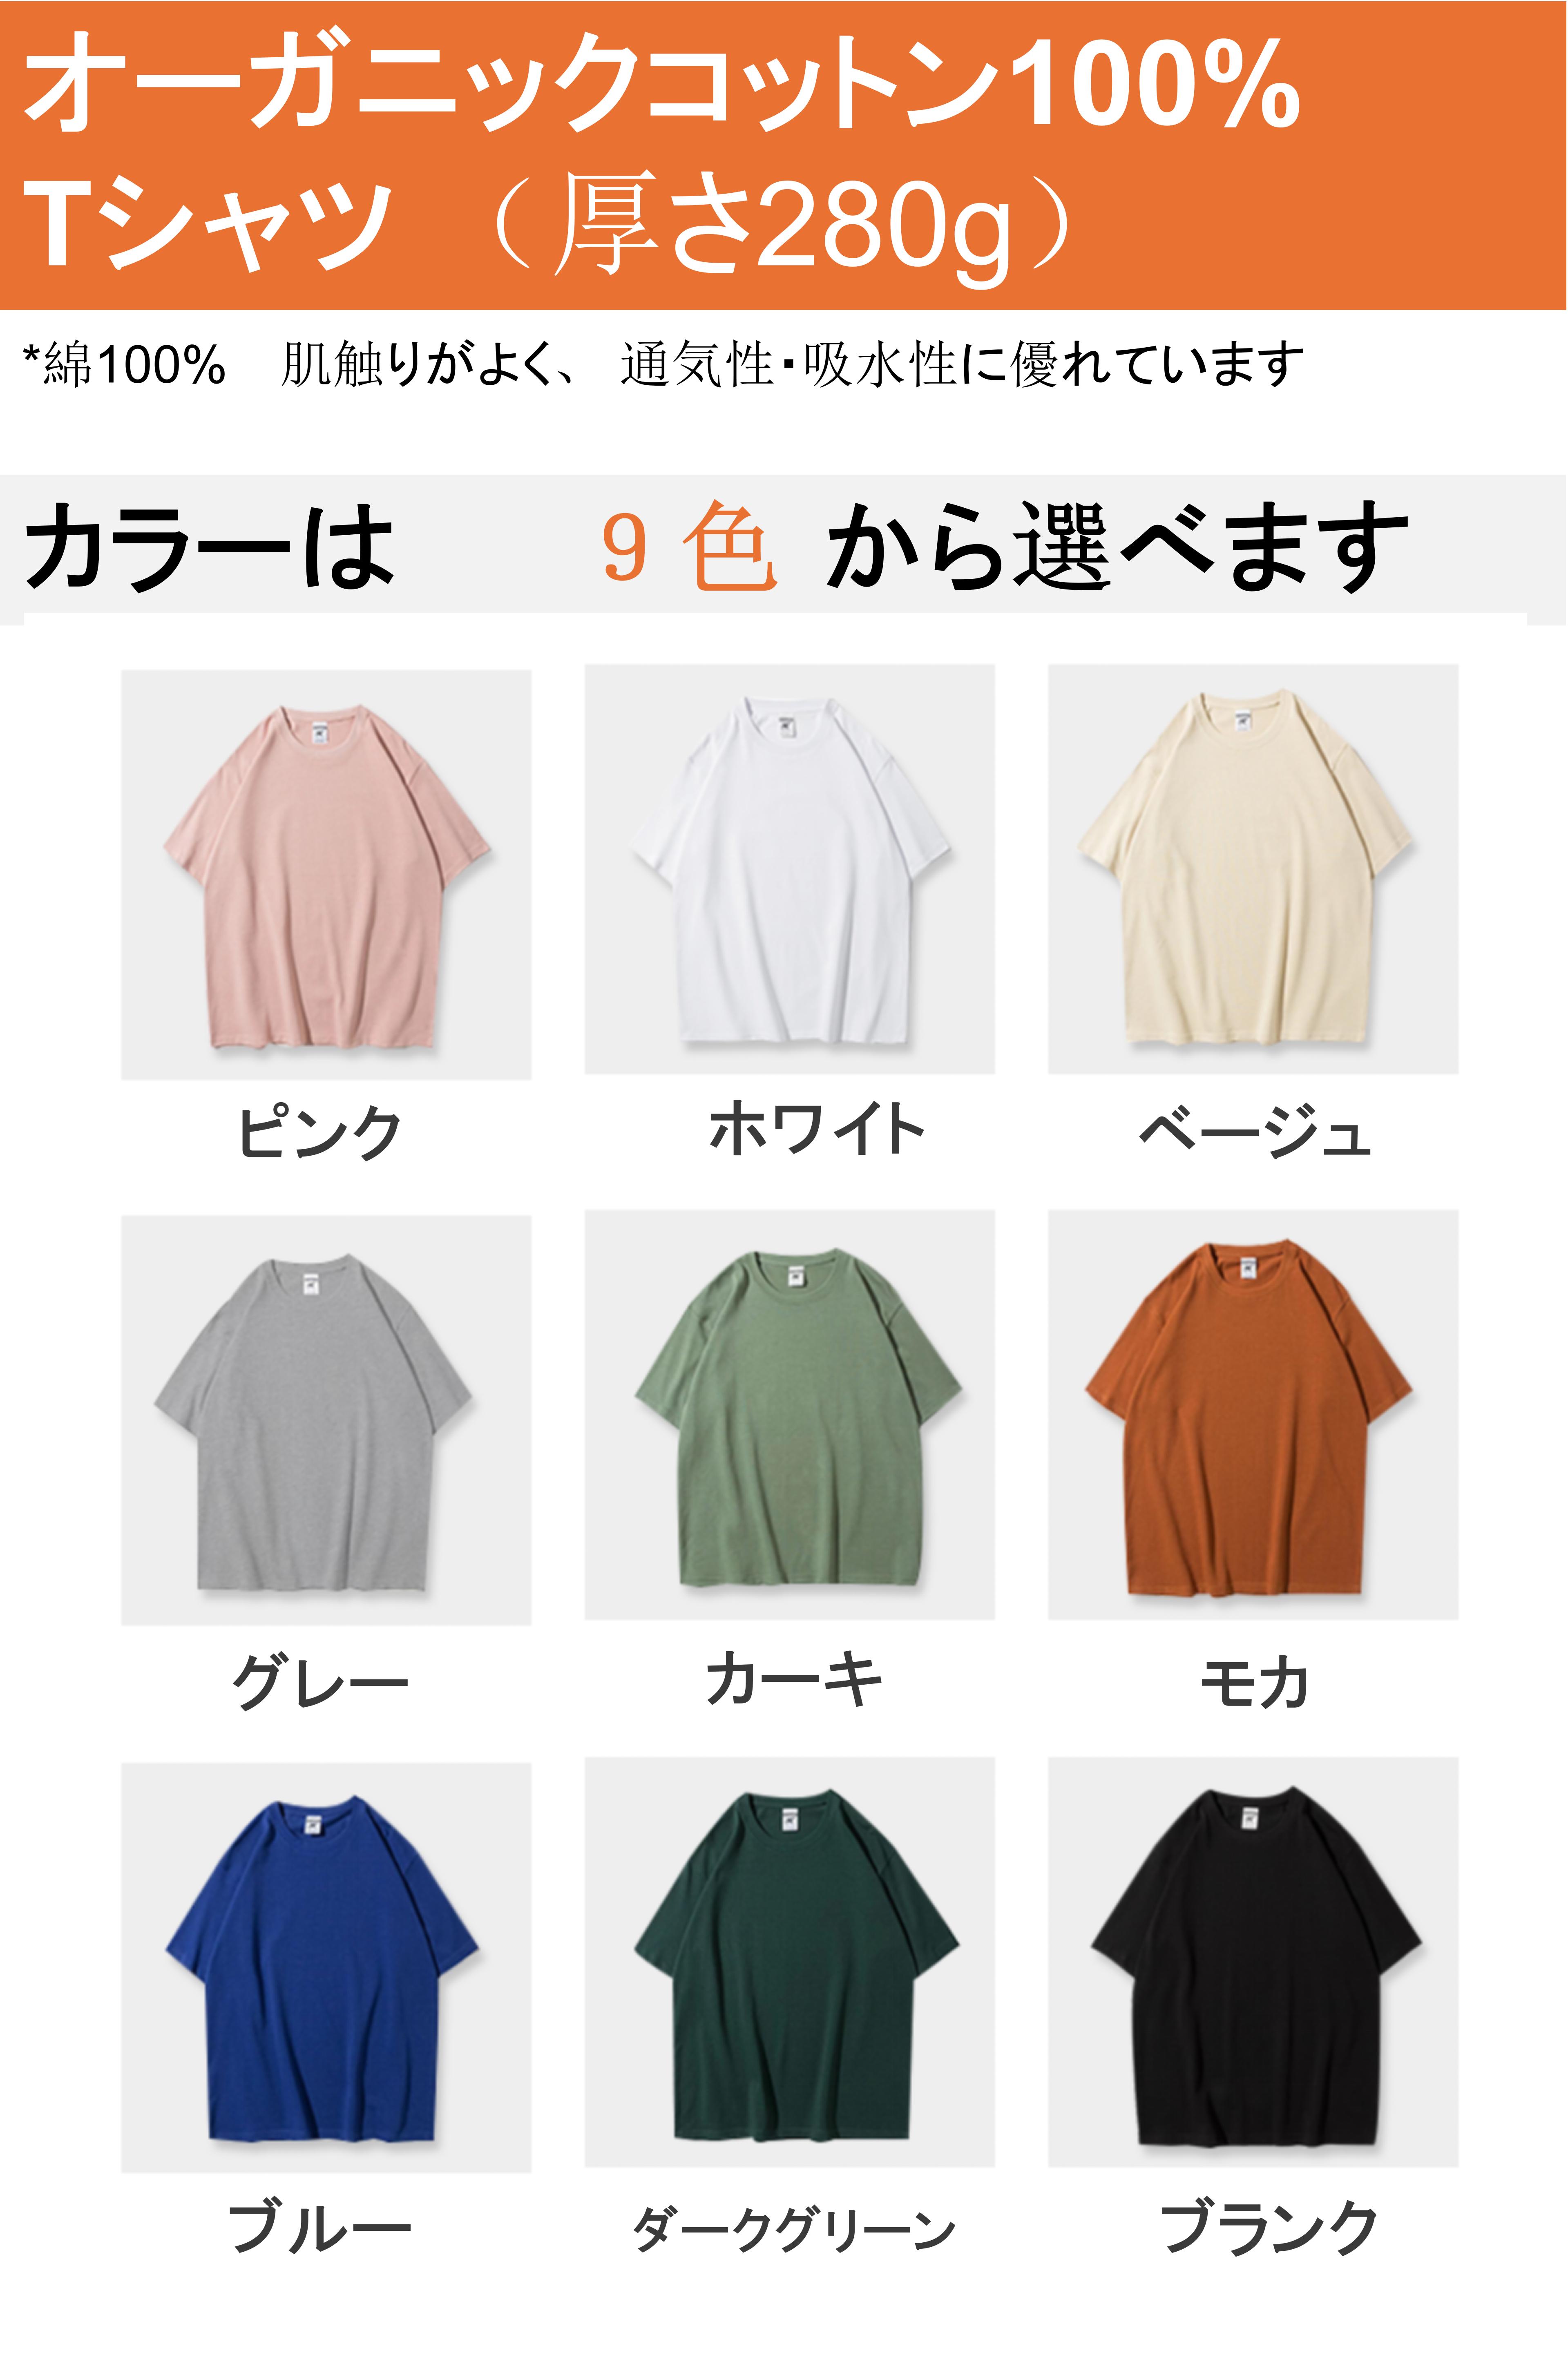 オーガニックコットン100%
Tシャツ（厚さ280g）
*綿100%　肌触りがよく、 通気性・吸水性に優れています
カラーは 9 色 から選べます
ピンク ホワイト ベージュ
グレー カーキ モカ
ブルー ダークグリーン ブランク